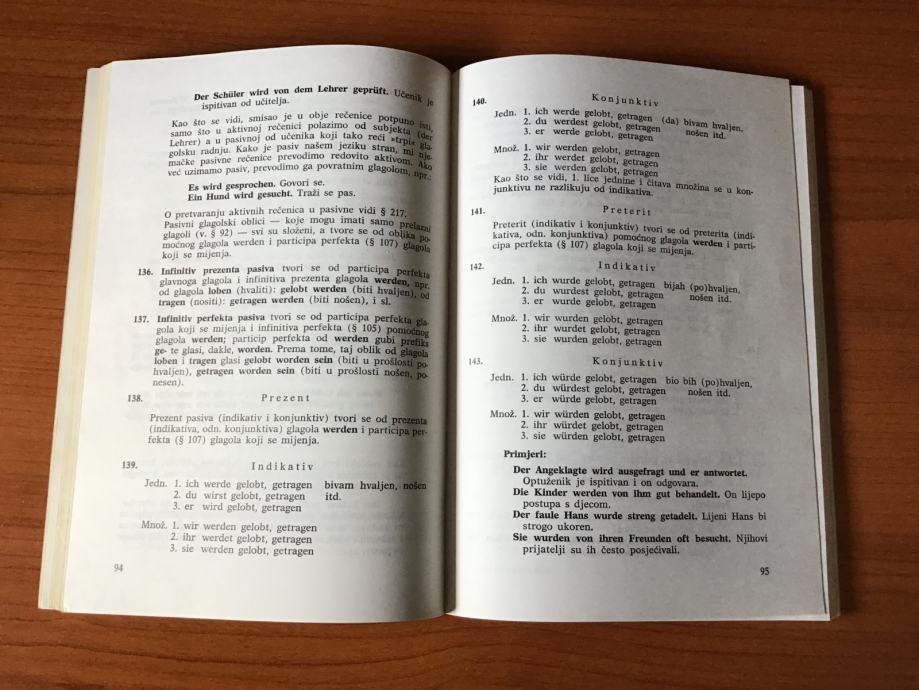 Der Schüler wird von dem Lehrer geprüft. Učenik je
ispitivan od učitelja.
Kao što se vidi, smisao je u obje rečenice potpuno isti,
samo što u aktivnoj rečenici polazimo od subjekta (der
Lehrer) a u pasivnoj od učenika koji tako reći »trpi« gla-
golsku radnju. Kako je pasiv našem jeziku stran, mi nje-
mačke pasivne rečenice prevodimo redovito aktivom. Ako
već uzimamo pasiv, prevodimo ga povratnim glagolom, npr.:
Es wird gesprochen. Govori se.
Ein Hund wird gesucht. Traži se pas.
O pretvaranju aktivnih rečenica u pasivne vidi § 217.
Pasivni glagolski oblici — koje mogu imati samo prelazni
glagoli (v. § 92) — svi su složeni, a tvore se od oblika po-
moćnog glagola werden i participa perfekta (§ 107) glagola
koji se mijenja.
136. Infinitiv prezenta pasiva tvori se od participa perfekta
glavnoga glagola i infinitiva prezenta glagola werden, npr.
od glagola loben (hvaliti): gelobt werden (biti hvaljen), od
tragen (nositi): getragen werden (biti nošen), i sl.
137. Infinitiv perfekta pasiva tvori se od participa perfekta gla-
gola koji se mijenja i infinitiva perfekta (§ 105) pomoćnog
glagola werden; particip perfekta od werden gubi prefiks
ge- te glasi, dakle, worden. Prema tome, taj oblik od glagola
loben i tragen glasi gelobt worden sein (biti u prošlosti po-
hvaljen), getragen worden sein (biti u prošlosti nošen, po-
nesen).
138. Prezent
Prezent pasiva (indikativ i konjunktiv) tvori se od prezenta
(indikativa, odn. konjunktiva) glagola werden i participa per-
fekta (§ 107) glagola koji se mijenja.
139. Indikativ
Jedn. 1. ich werde gelobt, getragen bivam hvaljen, nošen
2. du wirst gelobt, getragen itd.
3. er wird gelobt, getragen
Množ. 1. wir werden gelobt, getragen
2. ihr werdet gelobt, getragen
3. sie werden gelobt, getragen
94
140. Konjunktiv
Jedn. 1. ich werde gelobt, getragen (da) bivam hvaljen,
2. du werdest gelobt, getragen nošen itd.
3. er werde gelobt, getragen
Množ. 1. wir werden gelobt, getragen
2. ihr werdet gelobt, getragen
3. sie werden gelobt, getragen
Kao što se vidi, 1. lice jednine i čitava množina se u kon-
junktivu ne razlikuju od indikativa.
141. Preterit
Preterit (indikativ i konjunktiv) tvori se od preterita (indi-
kativa, odn. konjunktiva) pomoćnog glagola werden i parti-
cipa perfekta (§ 107) glagola koji se mijenja.
142. Indikativ
Jedn. 1. ich wurde gelobt, getragen bijah (po)hvaljen,
2. du wurdest gelobt, getragen nošen itd.
3. er wurde gelobt, getragen
Množ. 1. wir wurden gelobt, getragen
2. ihr wurdet gelobt, getragen
3. sie wurden gelobt, getragen
143. Konjunktiv
Jedn. 1. ich würde gelobt, getragen bio bih (po)hvaljen,
2. du würdest gelobt, getragen nošen itd.
3. er würde gelobt, getragen
Množ. 1. wir würden gelobt, getragen
2. ihr würdet gelobt, getragen
3. sie würden gelobt, getragen
Primjeri:
Der Angeklagte wird ausgefragt und er antwortet.
Optuženik je ispitivan i on odgovara.
Die Kinder werden von ihm gut behandelt. On lijepo
postupa s djecom.
Der faule Hans wurde streng getadelt. Lijeni Hans bi
strogo ukoren.
Sie wurden von ihren Freunden oft besucht. Njihovi
prijatelji su ih često posjećivali.
95